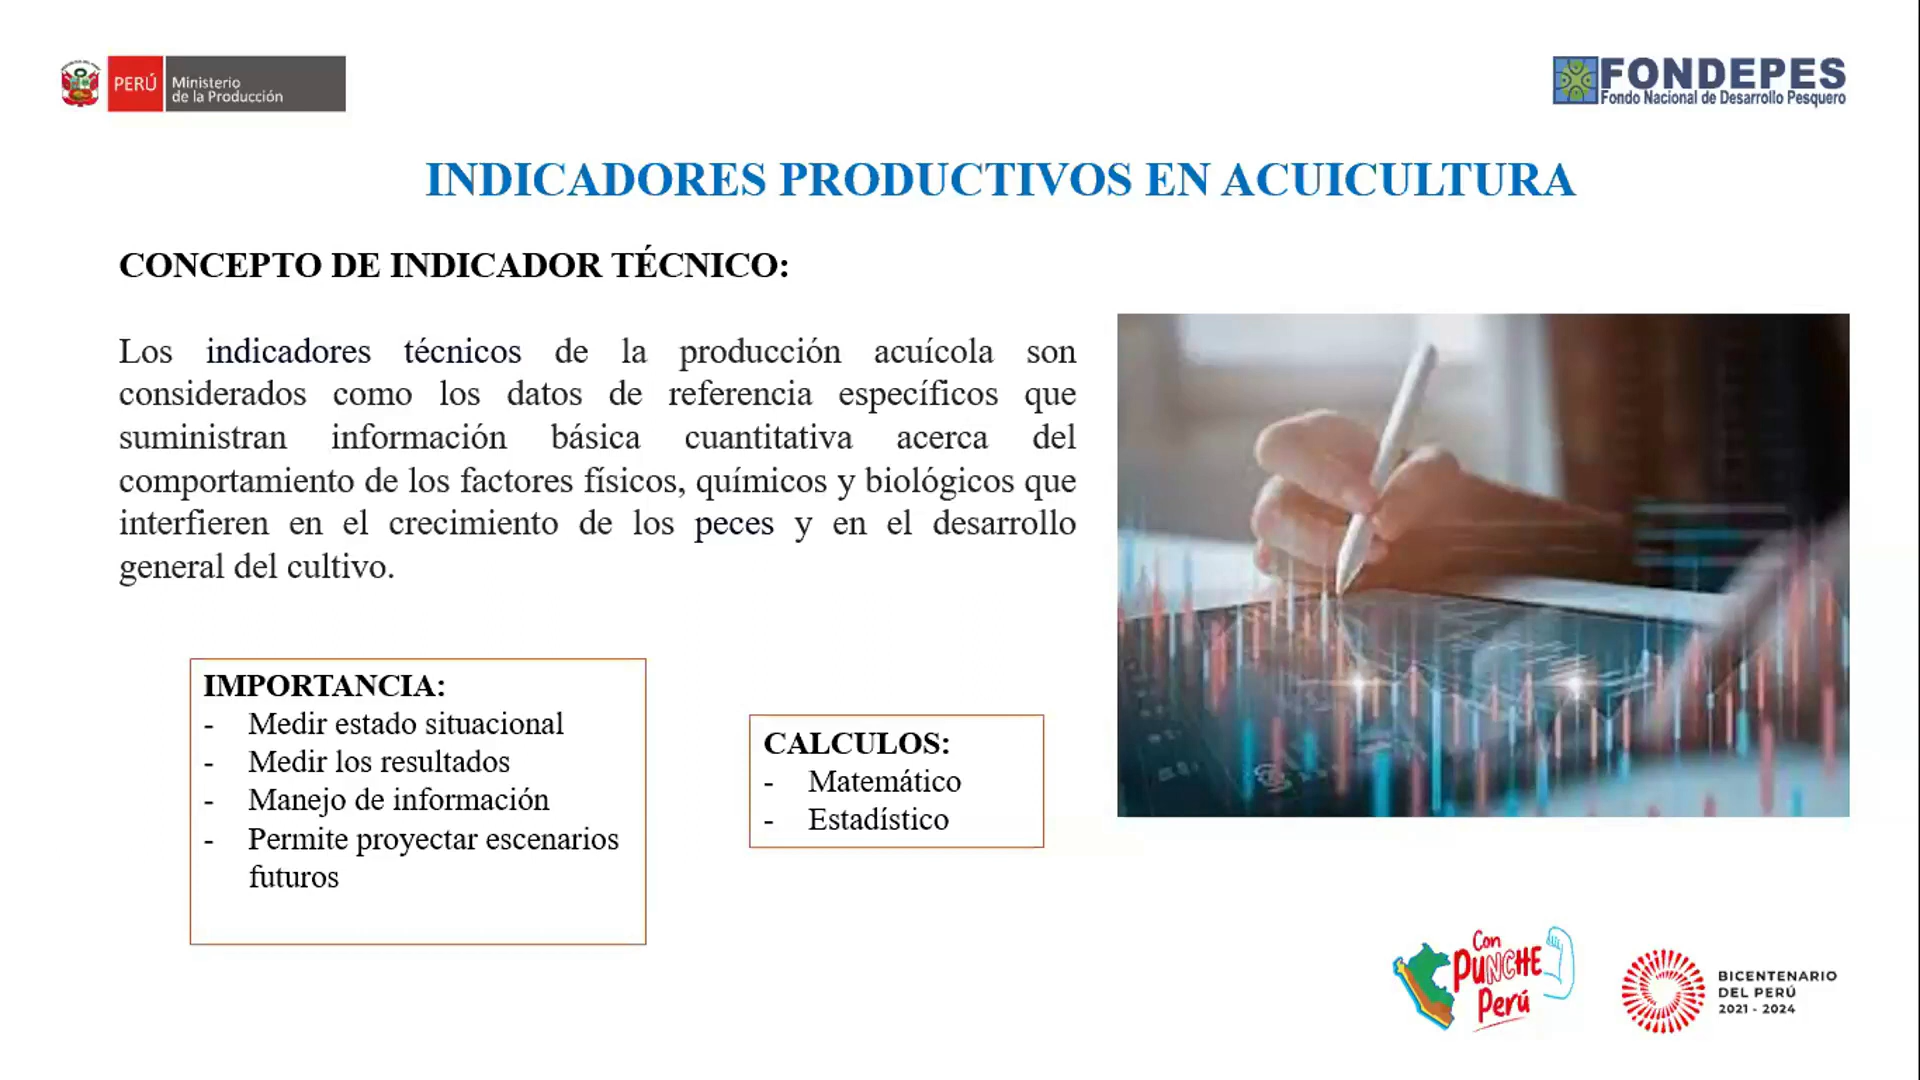 PERÚ
Ministerio
de la Producción
FONDEPES
Fondo Nacional de Desarrollo Pesquero
INDICADORES PRODUCTIVOS EN ACUICULTURA
CONCEPTO DE INDICADOR TÉCNICO:
Los indicadores técnicos de la producción acuícola son
considerados como los datos de referencia específicos que
suministran información básica cuantitativa acerca del
comportamiento de los factores físicos, químicos y biológicos que
interfieren en el crecimiento de los peces y en el desarrollo
general del cultivo.
IMPORTANCIA:
- Medir estado situacional
- Medir los resultados
- Manejo de información
- Permite proyectar escenarios
futuros
CALCULOS:
- Matemático
- Estadístico
Con
PUNCHE
Perú
BICENTENARIO
DEL PERÚ
2021 - 2024